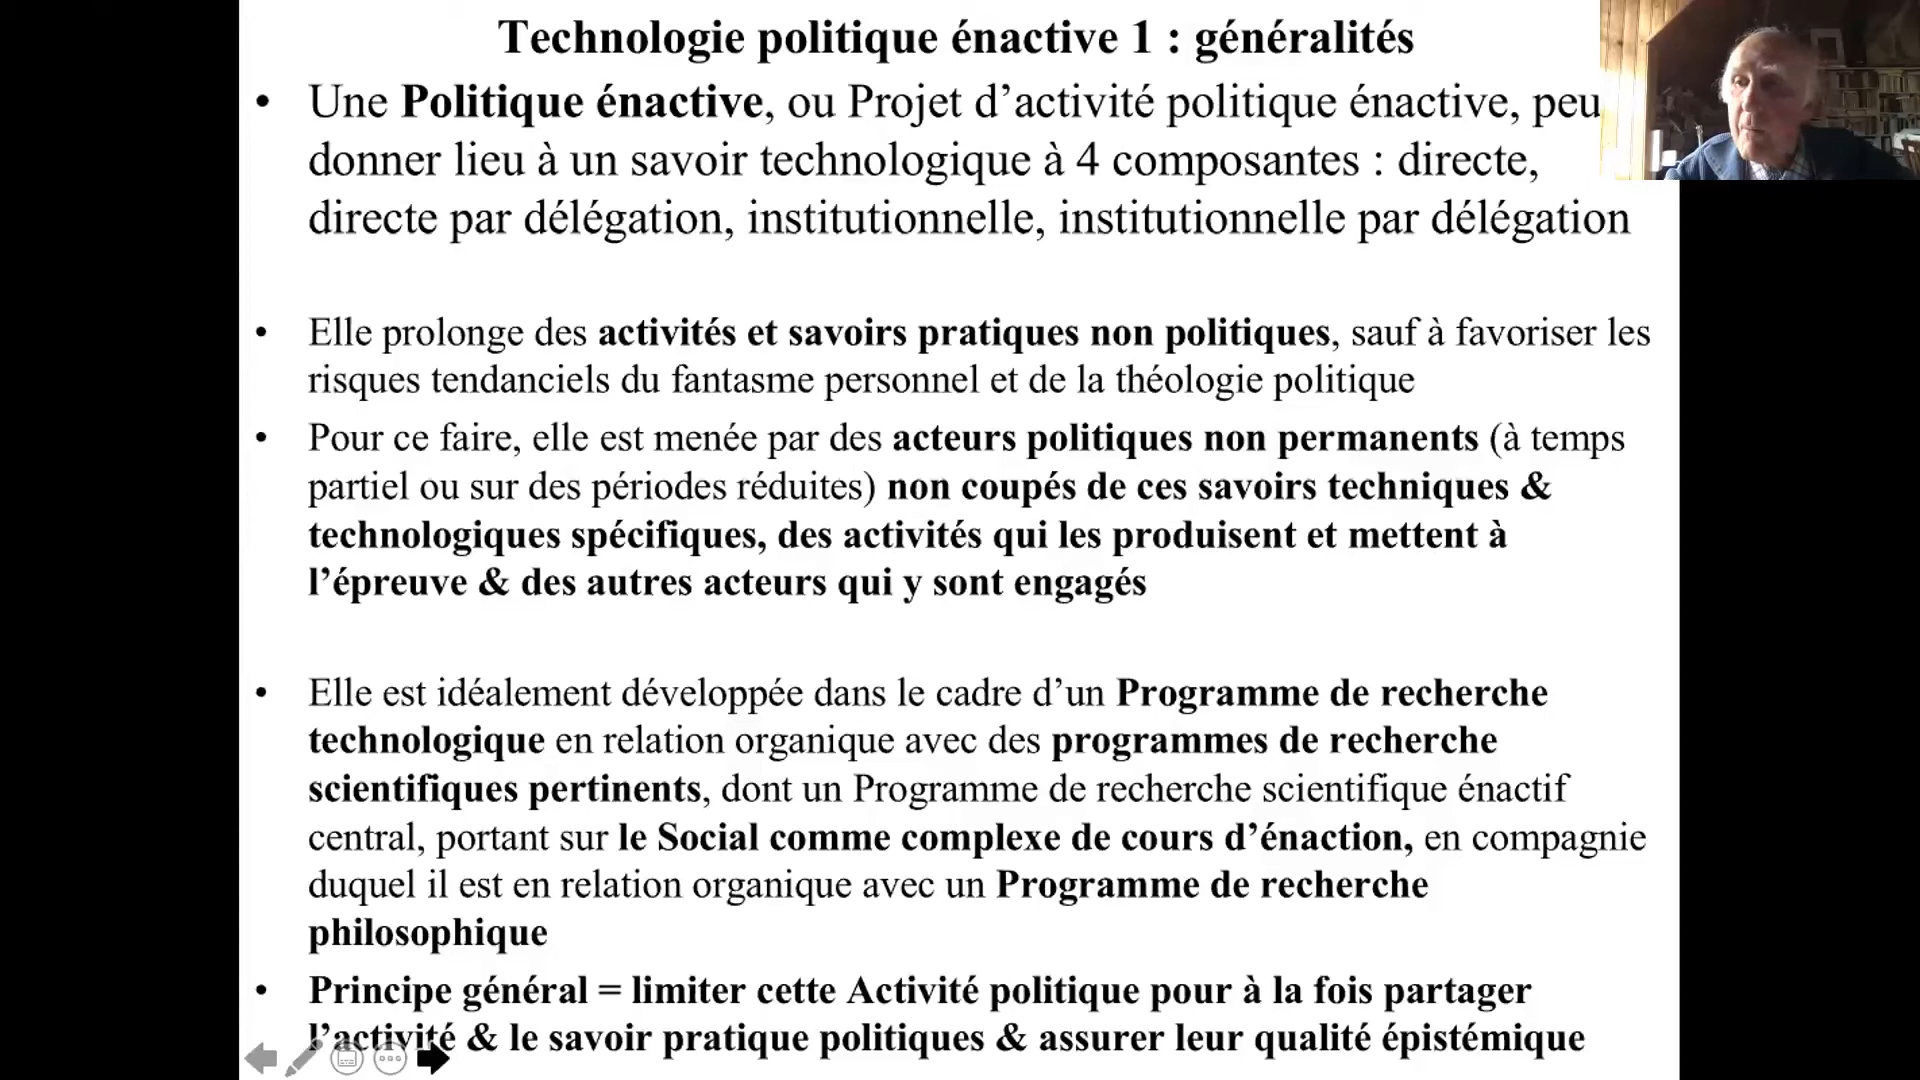 Technologie politique énactive 1 : généralités
• Une Politique énactive, ou Projet d’activité politique énactive, peu
donner lieu à un savoir technologique à 4 composantes : directe,
directe par délégation, institutionnelle, institutionnelle par délégation
• Elle prolonge des activités et savoirs pratiques non politiques, sauf à favoriser les
risques tendanciels du fantasme personnel et de la théologie politique
• Pour ce faire, elle est menée par des acteurs politiques non permanents (à temps
partiel ou sur des périodes réduites) non coupés de ces savoirs techniques &
technologiques spécifiques, des activités qui les produisent et mettent à
l’épreuve & des autres acteurs qui y sont engagés
• Elle est idéalement développée dans le cadre d’un Programme de recherche
technologique en relation organique avec des programmes de recherche
scientifiques pertinents, dont un Programme de recherche scientifique énactif
central, portant sur le Social comme complexe de cours d’énaction, en compagnie
duquel il est en relation organique avec un Programme de recherche
philosophique
• Principe général = limiter cette Activité politique pour à la fois partager
l’activité & le savoir pratique politiques & assurer leur qualité épistémique